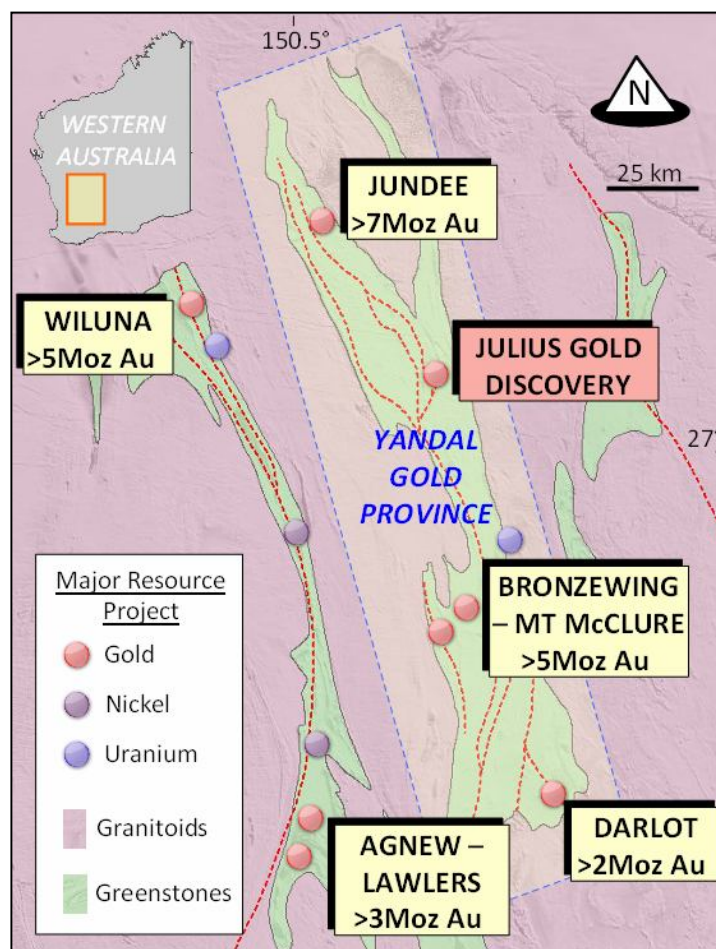 150.5°
WESTERN
AUSTRALIA
N
25 km
JUNDEE
>7Moz Au
WILUNA
>5Moz Au
JULIUS GOLD
DISCOVERY
27°
YANDAL
GOLD
PROVINCE
BRONZEWING
– MT McCLURE
>5Moz Au
Major Resource
Project
Gold
Nickel
Uranium
Granitoids
Greenstones
AGNEW –
LAWLERS
>3Moz Au
DARLOT
>2Moz Au